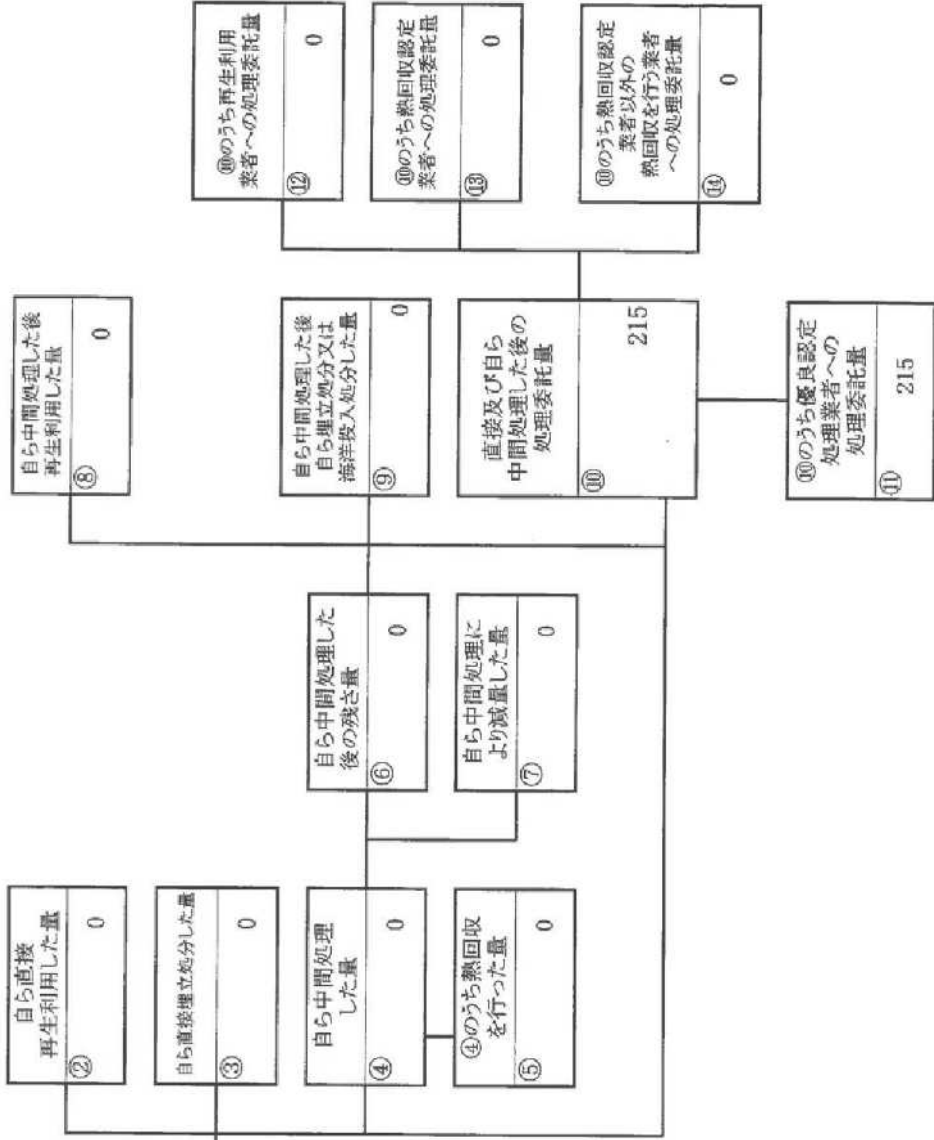 自ら直接
再生利用した量
②
0
自ら直接埋立処分した量
③
0
自ら中間処理
した量
④
0
④のうち熱回収
を行った量
⑤
0
自ら中間処理した
後の残さ量
⑥
0
自ら中間処理に
より減量した量
⑦
0
自ら中間処理した後
再生利用した量
⑧
0
自ら中間処理した後
自ら埋立処分又は
海洋投入処分した量
⑨
0
直接及び自ら
中間処理した後の
処理委託量
⑩
215
⑩のうち優良認定
処理業者への
処理委託量
⑪
215
⑩のうち再生利用
業者への処理委託量
⑫
0
⑩のうち熱回収認定
業者への処理委託量
⑬
0
⑩のうち熱回収認定
業者以外の
熱回収を行う業者
への処理委託量
⑭
0